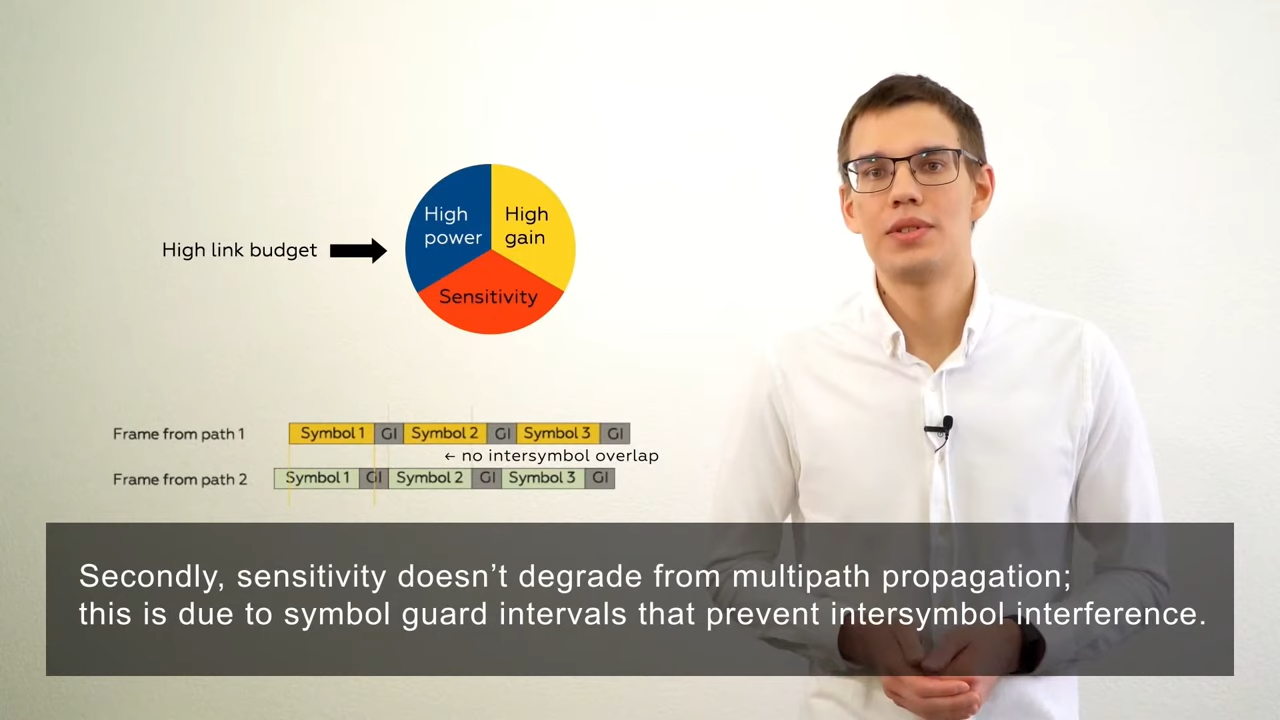 High power
High gain
High link budget
Sensitivity
Frame from path 1 Symbol 1 GI Symbol 2 GI Symbol 3 GI
← no intersymbol overlap
Frame from path 2 Symbol 1 GI Symbol 2 GI Symbol 3 GI
Secondly, sensitivity doesn’t degrade from multipath propagation;
this is due to symbol guard intervals that prevent intersymbol interference.